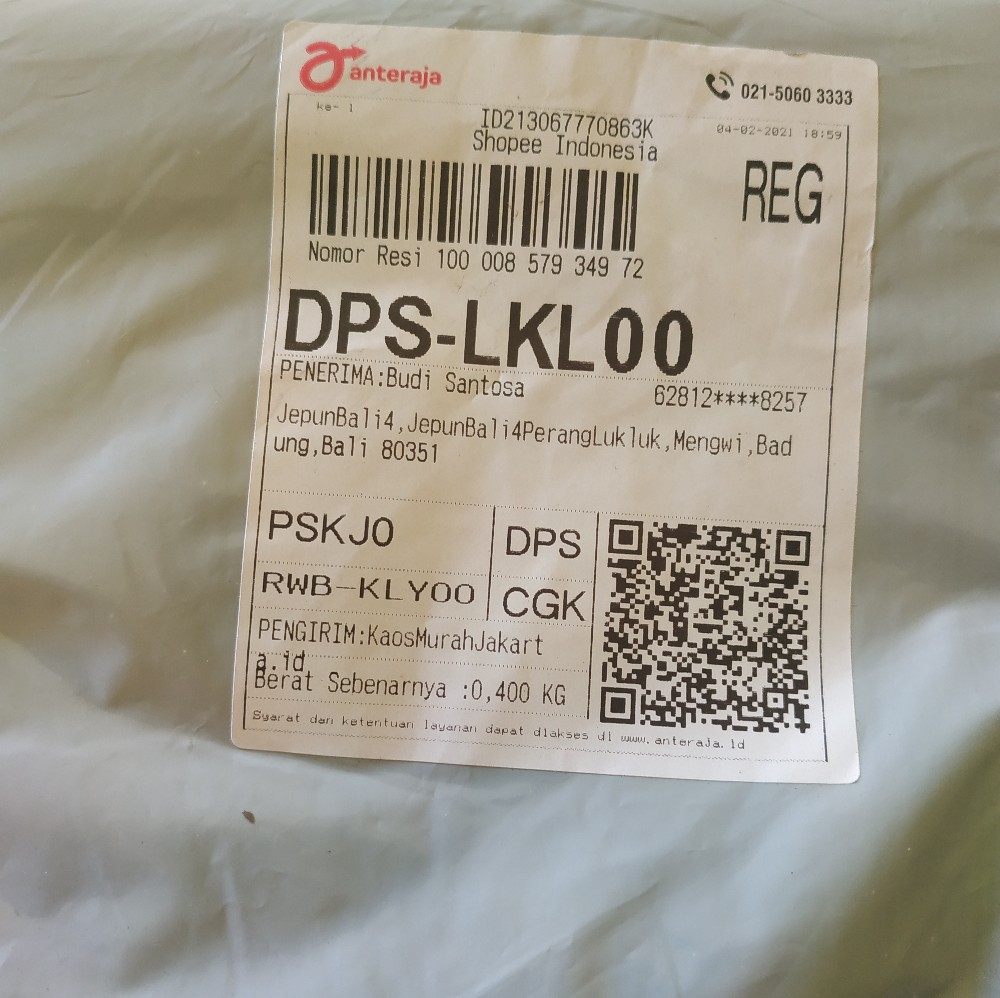 anteraja
021-5060 3333
ke- 1
ID213067770863K
04-02-2021 18:59
Shopee Indonesia
REG
Nomor Resi 100 008 579 349 72
DPS-LKL00
PENERIMA:Budi Santosa
62812****8257
JepunBali4,JepunBali4PerangLukluk,Mengwi,Bad
ung,Bali 80351
PSKJ0
DPS
RWB-KLY00
CGK
PENGIRIM:KaosMurahJakart
a.id
Berat Sebenarnya :0,400 KG
Syarat dan ketentuan layanan dapat diakses di www.anteraja.id